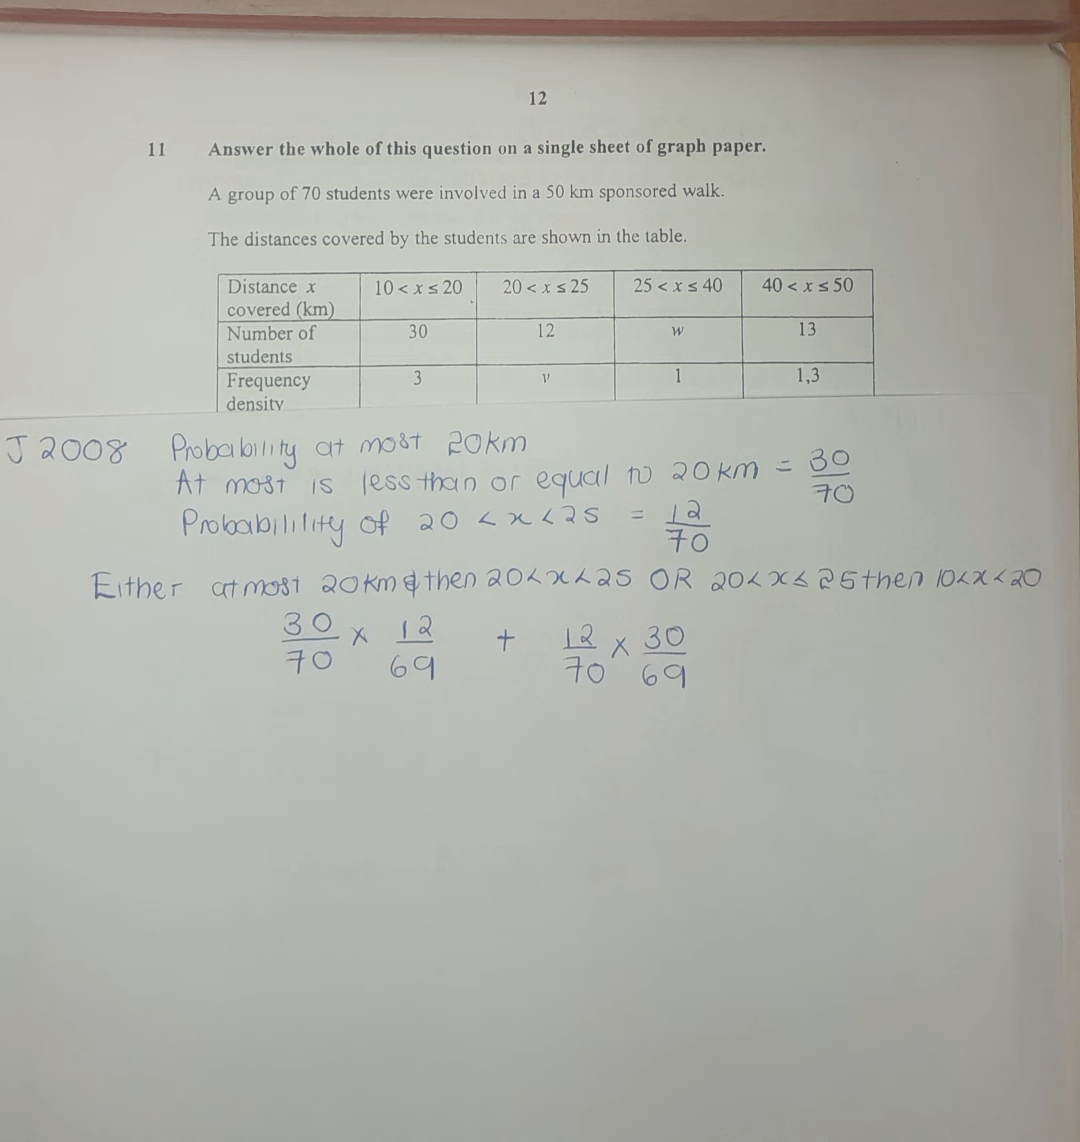 12
11 Answer the whole of this question on a single sheet of graph paper.
A group of 70 students were involved in a 50 km sponsored walk.
The distances covered by the students are shown in the table.
Distance x covered (km) 10 < x ≤ 20 20 < x ≤ 25 25 < x ≤ 40 40 < x ≤ 50
Number of students 30 12 w 13
Frequency density 3 v 1 1,3
J 2008 Probability at most 20km
At most is less than or equal to 20km = 30/70
Probabilility of 20 < x < 25 = 12/70
Either at most 20km & then 20<x<25 OR 20<x≤25 then 10<x<20
30/70 x 12/69 + 12/70 x 30/69